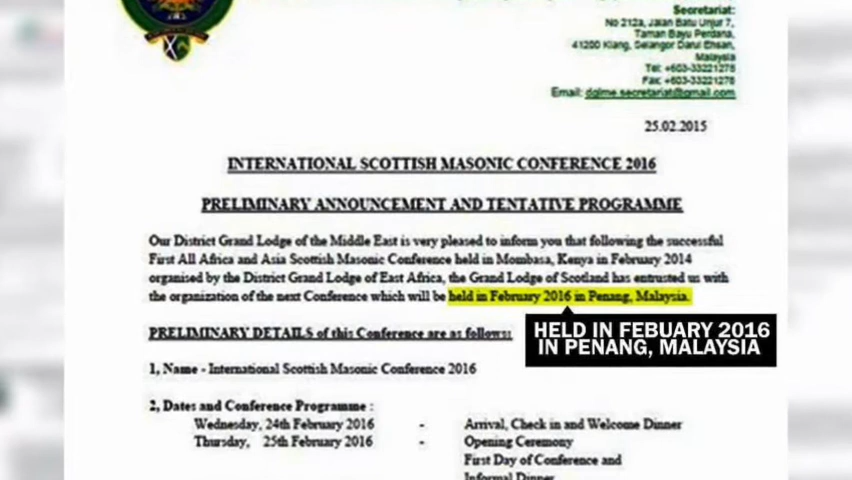 Secretariat:
No 212a, Jalan Batu Unjur 7,
Taman Bayu Perdana,
41200 Klang, Selangor Darul Ehsan,
Malaysia
Tel: +603-33221278
Fax: +603-33221278
Email: dglme.secretariat@gmail.com
25.02.2015
INTERNATIONAL SCOTTISH MASONIC CONFERENCE 2016
PRELIMINARY ANNOUNCEMENT AND TENTATIVE PROGRAMME
Our District Grand Lodge of the Middle East is very pleased to inform you that following the successful
First All Africa and Asia Scottish Masonic Conference held in Mombasa, Kenya in February 2014
organised by the District Grand Lodge of East Africa, the Grand Lodge of Scotland has entrusted us with
the organization of the next Conference which will be held in February 2016 in Penang, Malaysia.
HELD IN FEBUARY 2016
IN PENANG, MALAYSIA
PRELIMINARY DETAILS of this Conference are as follows:
1, Name - International Scottish Masonic Conference 2016
2, Dates and Conference Programme :
Wednesday, 24th February 2016 - Arrival, Check in and Welcome Dinner
Thursday, 25th February 2016 - Opening Ceremony
First Day of Conference and
Informal Dinner